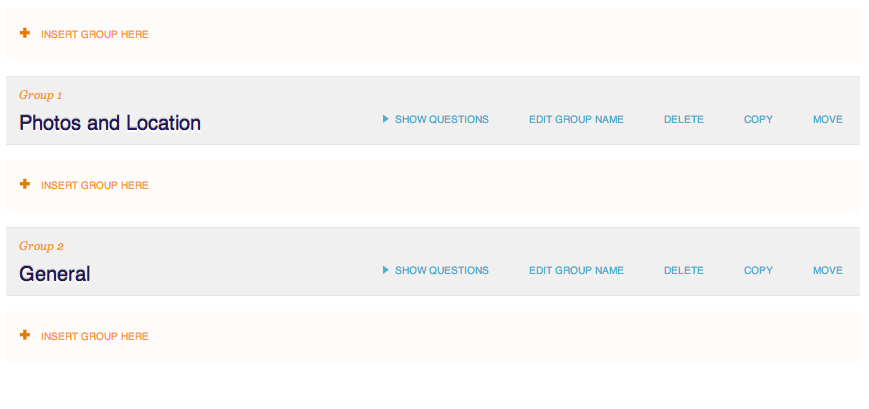 INSERT GROUP HERE
Group 1
Photos and Location
SHOW QUESTIONS EDIT GROUP NAME DELETE COPY MOVE
INSERT GROUP HERE
Group 2
General
SHOW QUESTIONS EDIT GROUP NAME DELETE COPY MOVE
INSERT GROUP HERE